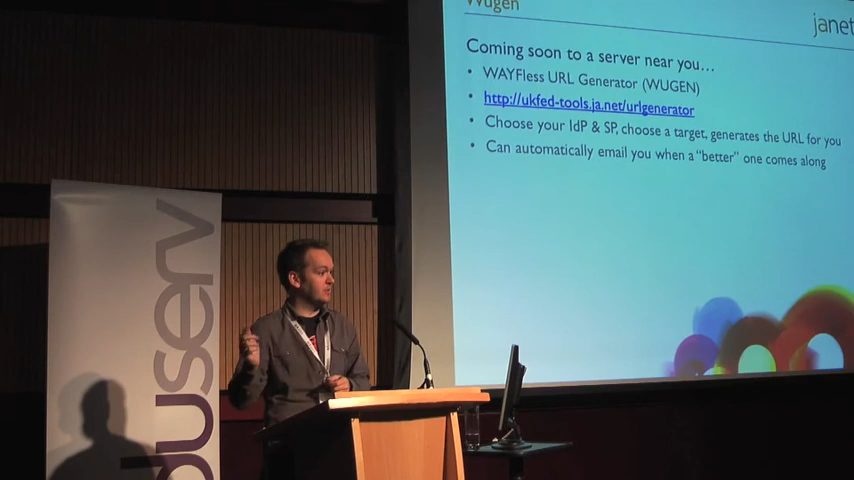 Wugen
janet
Coming soon to a server near you...
• WAYFless URL Generator (WUGEN)
• http://ukfed-tools.ja.net/urlgenerator
• Choose your IdP & SP, choose a target, generates the URL for you
• Can automatically email you when a “better” one comes along
duserv